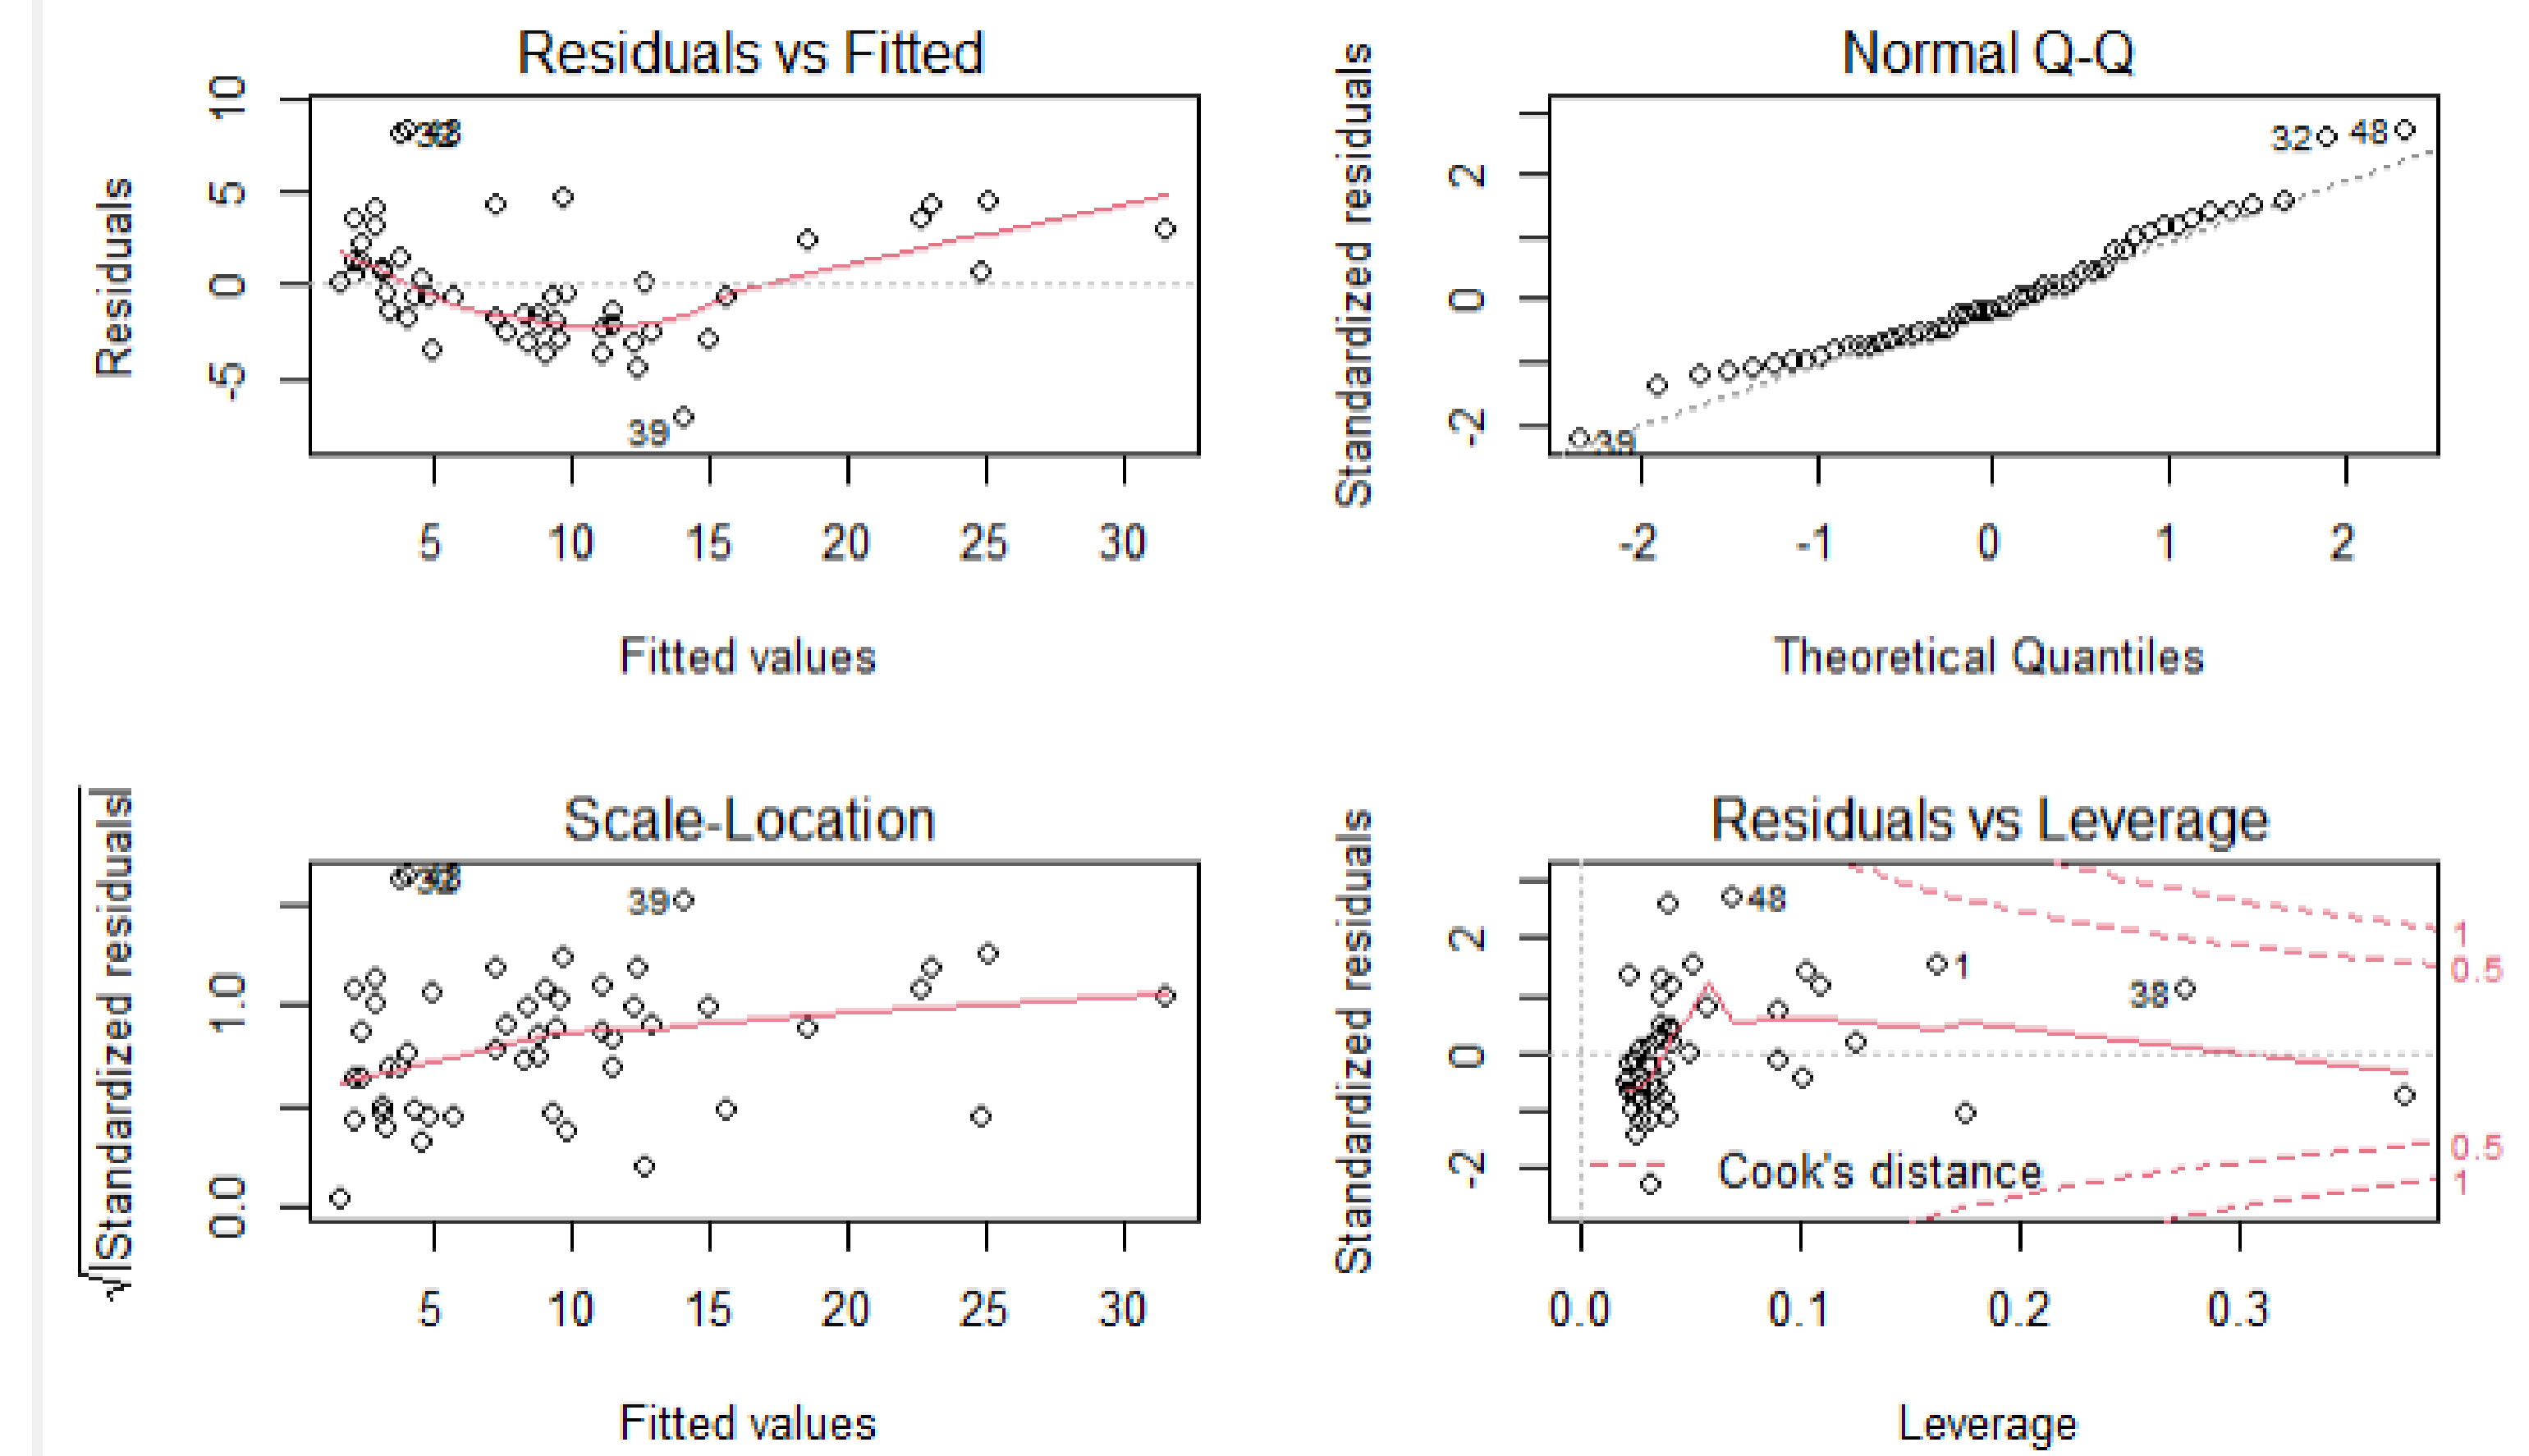 Residuals vs Fitted
Residuals
10
5
0
-5
39
5 10 15 20 25 30
Fitted values
Normal Q-Q
Standardized residuals
2
0
-2
32 48
39
-2 -1 0 1 2
Theoretical Quantiles
Scale-Location
√|Standardized residuals|
1.0
0.0
39
5 10 15 20 25 30
Fitted values
Residuals vs Leverage
Standardized residuals
2
0
-2
48
1
38
1
0.5
0.5
1
Cook's distance
0.0 0.1 0.2 0.3
Leverage